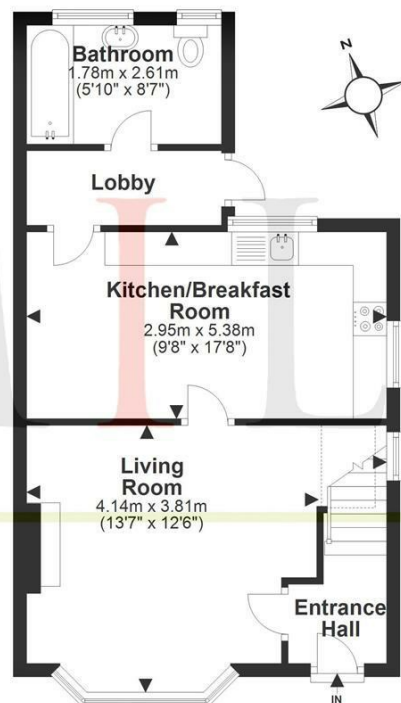 Bathroom
1.78m x 2.61m
(5'10" x 8'7")
N
Lobby
Kitchen/Breakfast
Room
2.95m x 5.38m
(9'8" x 17'8")
Living
Room
4.14m x 3.81m
(13'7" x 12'6")
Entrance
Hall
IN